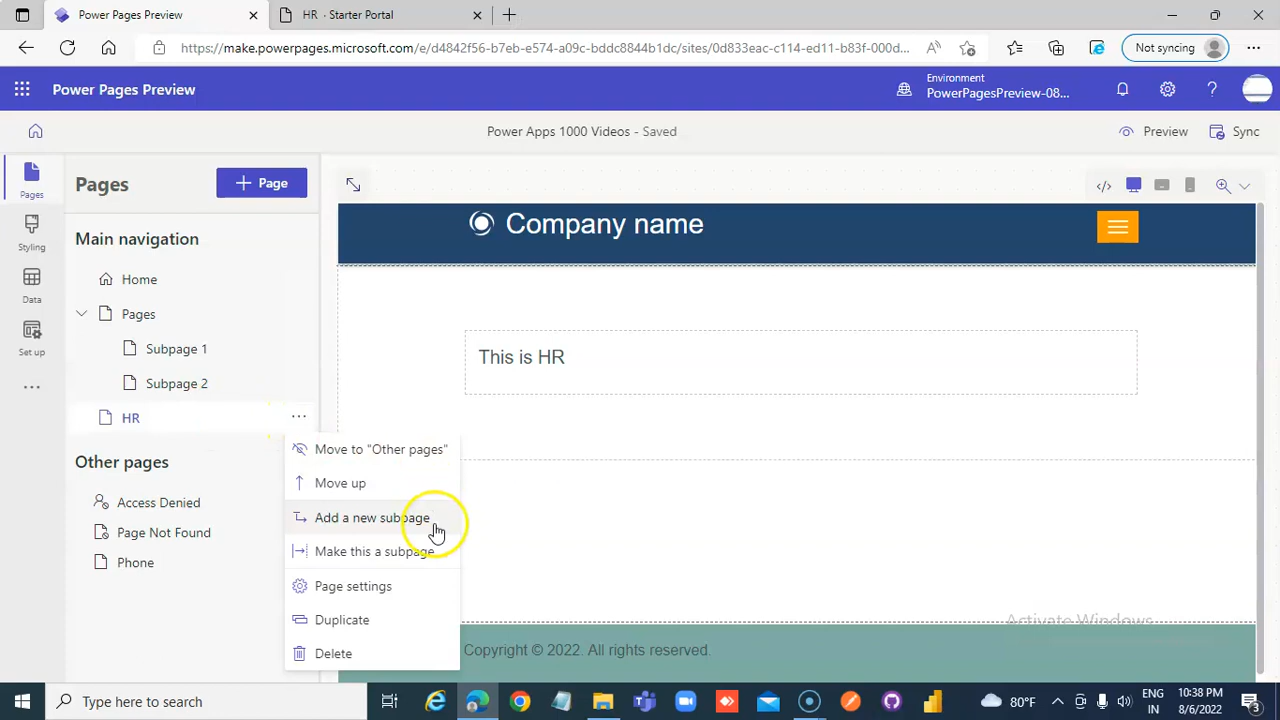 Power Pages Preview
HR - Starter Portal
https://make.powerpages.microsoft.com/e/d4842f56-b7eb-e574-a09c-bddc8844b1dc/sites/0d833eac-c114-ed11-b83f-000d...
Not syncing
Power Pages Preview
Environment
PowerPagesPreview-08...
Power Apps 1000 Videos - Saved
Preview
Sync
Pages
Styling
Data
Set up
Pages
Page
Main navigation
Home
Pages
Subpage 1
Subpage 2
HR
Other pages
Access Denied
Page Not Found
Phone
Move to "Other pages"
Move up
Add a new subpage
Make this a subpage
Page settings
Duplicate
Delete
Company name
This is HR
Activate Windows
Copyright © 2022. All rights reserved.
Type here to search
80°F
ENG
IN
10:38 PM
8/6/2022
3